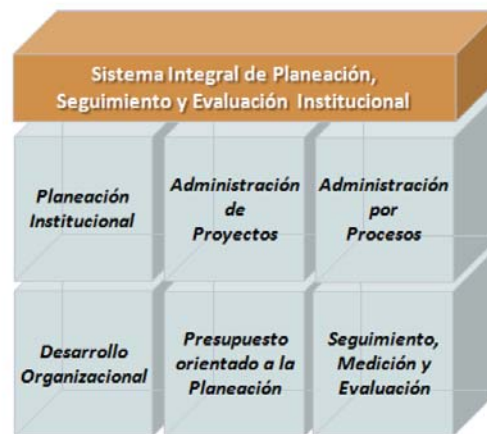 Sistema Integral de Planeación,
Seguimiento y Evaluación Institucional
Planeación
Institucional
Administración
de
Proyectos
Administración
por
Procesos
Desarrollo
Organizacional
Presupuesto
orientado a la
Planeación
Seguimiento,
Medición y
Evaluación